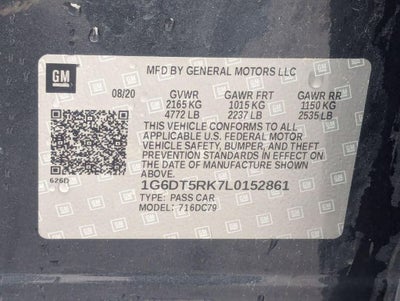 GM
MFD BY GENERAL MOTORS LLC
08/20 GVWR GAWR FRT GAWR RR
2165 KG 1015 KG 1150 KG
4772 LB 2237 LB 2535 LB
THIS VEHICLE CONFORMS TO ALL
APPLICABLE U.S. FEDERAL MOTOR
VEHICLE SAFETY, BUMPER, AND THEFT
PREVENTION STANDARDS IN EFFECT ON
THE DATE OF MANUFACTURE SHOWN
ABOVE.
1G6DT5RK7L0152861
626D
TYPE: PASS CAR
MODEL: 716DC79